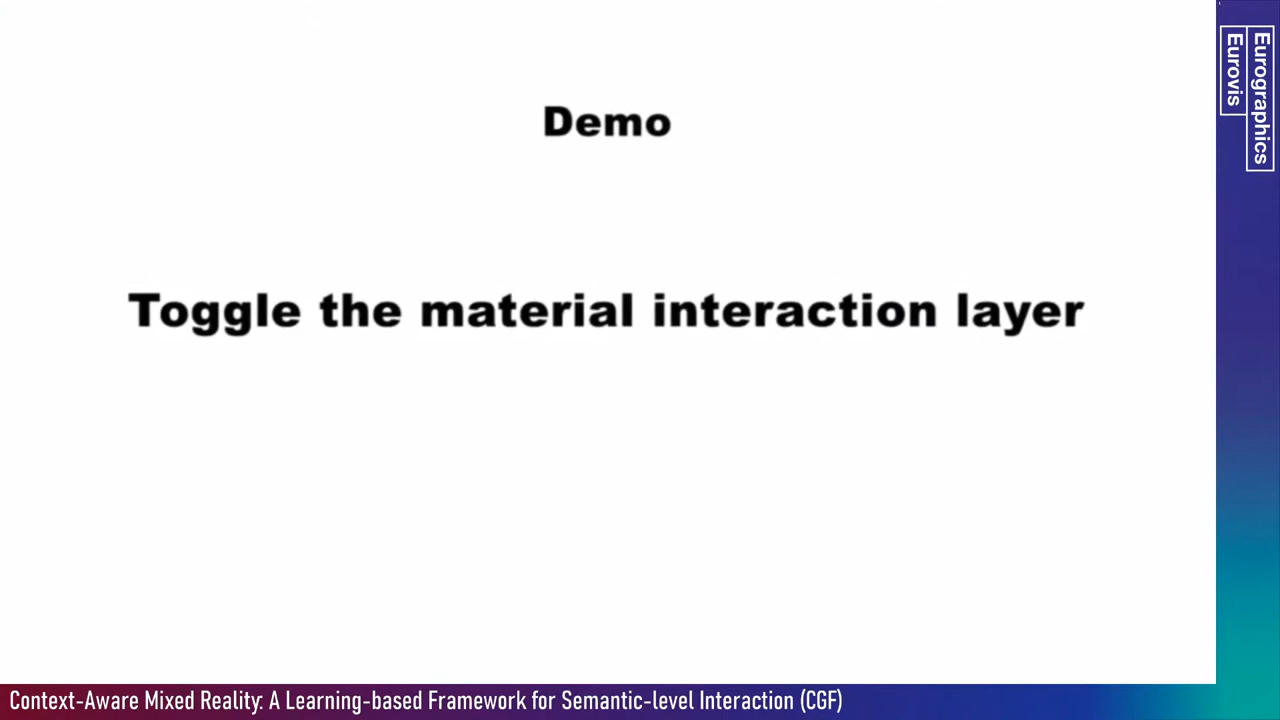 Demo
Toggle the material interaction layer
Eurographics
Eurovis
Context-Aware Mixed Reality: A Learning-based Framework for Semantic-level Interaction (CGF)